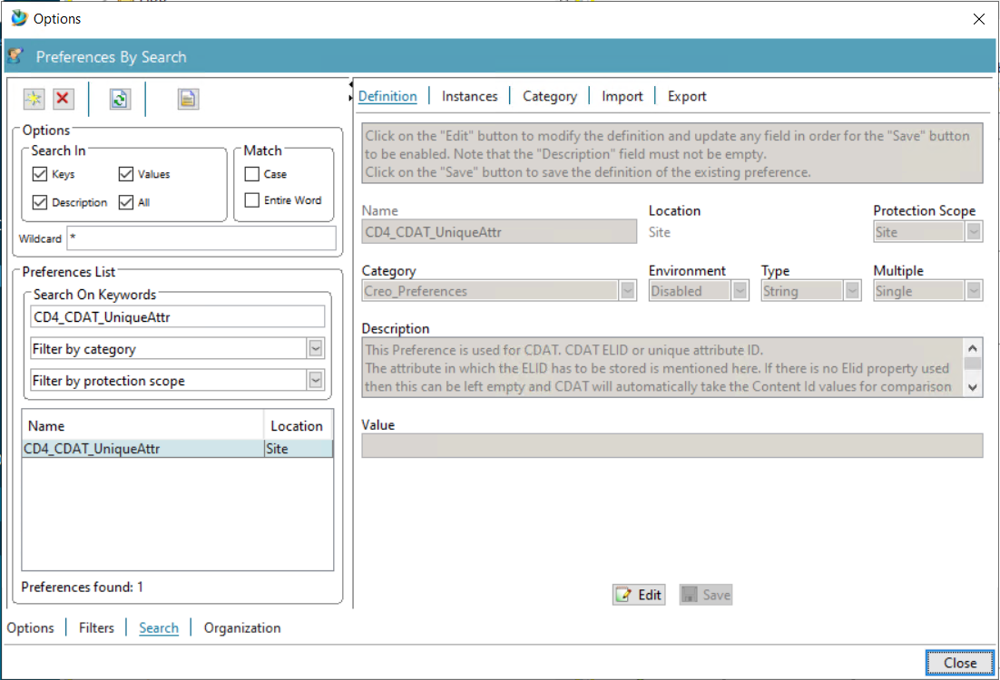 Options
Preferences By Search
Options
Search In
Keys
Values
Description
All
Match
Case
Entire Word
Wildcard *
Preferences List
Search On Keywords
CD4_CDAT_UniqueAttr
Filter by category
Filter by protection scope
Name Location
CD4_CDAT_UniqueAttr Site
Preferences found: 1
Definition Instances Category Import Export
Click on the "Edit" button to modify the definition and update any field in order for the "Save" button
to be enabled. Note that the "Description" field must not be empty.
Click on the "Save" button to save the definition of the existing preference.
Name Location Protection Scope
CD4_CDAT_UniqueAttr Site Site
Category Environment Type Multiple
Creo_Preferences Disabled String Single
Description
This Preference is used for CDAT. CDAT ELID or unique attribute ID.
The attribute in which the ELID has to be stored is mentioned here. If there is no Elid property used
then this can be left empty and CDAT will automatically take the Content Id values for comparison
Value
Edit Save
Options Filters Search Organization
Close